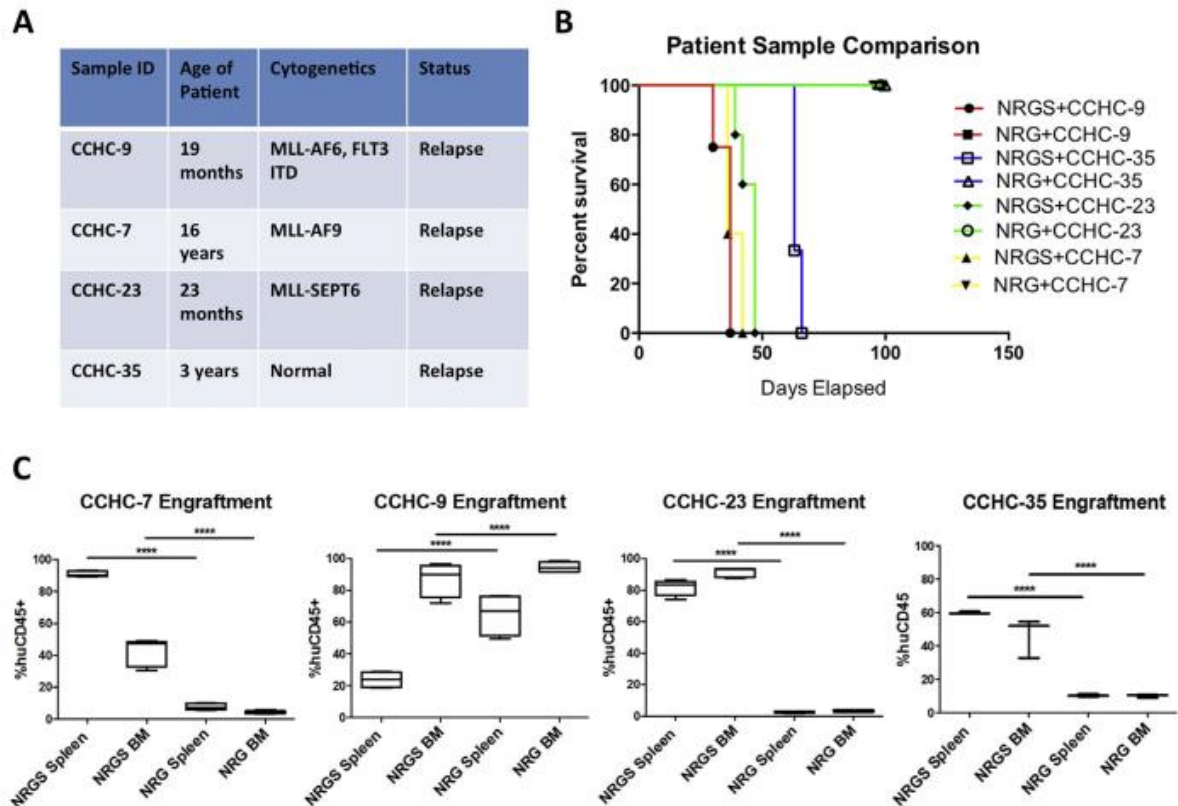 A
Sample ID Age of Patient Cytogenetics Status
CCHC-9 19 months MLL-AF6, FLT3 ITD Relapse
CCHC-7 16 years MLL-AF9 Relapse
CCHC-23 23 months MLL-SEPT6 Relapse
CCHC-35 3 years Normal Relapse
B
Patient Sample Comparison
Percent survival
100
80
60
40
20
0
0 50 100 150
Days Elapsed
NRGS+CCHC-9
NRG+CCHC-9
NRGS+CCHC-35
NRG+CCHC-35
NRGS+CCHC-23
NRG+CCHC-23
NRGS+CCHC-7
NRG+CCHC-7
C
CCHC-7 Engraftment
****
****
%huCD45+
100
80
60
40
20
0
NRGS Spleen
NRGS BM
NRG Spleen
NRG BM
CCHC-9 Engraftment
****
****
%huCD45+
100
80
60
40
20
0
NRGS Spleen
NRGS BM
NRG Spleen
NRG BM
CCHC-23 Engraftment
****
****
%huCD45+
100
80
60
40
20
0
NRGS Spleen
NRGS BM
NRG Spleen
NRG BM
CCHC-35 Engraftment
****
****
%huCD45
100
80
60
40
20
0
NRGS Spleen
NRGS BM
NRG Spleen
NRG BM